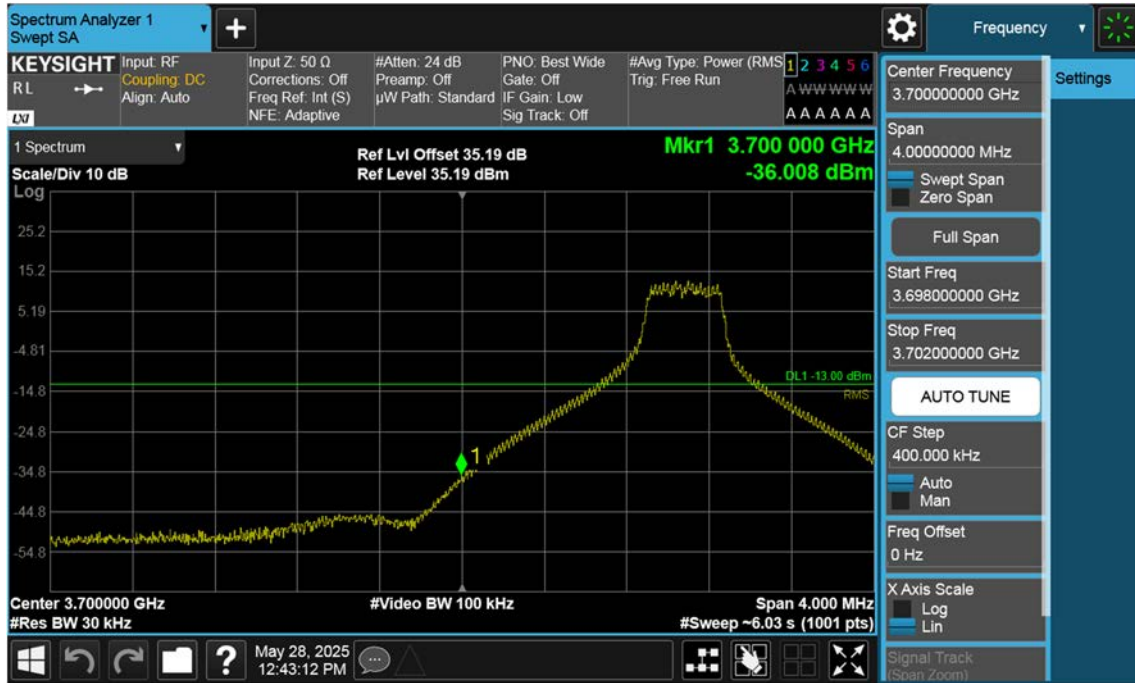 Spectrum Analyzer 1
Swept SA
Frequency
KEYSIGHT
RL
LXI
Input: RF
Coupling: DC
Align: Auto
Input Z: 50 Ω
Corrections: Off
Freq Ref: Int (S)
NFE: Adaptive
#Atten: 24 dB
Preamp: Off
µW Path: Standard
PNO: Best Wide
Gate: Off
IF Gain: Low
Sig Track: Off
#Avg Type: Power (RMS
Trig: Free Run
1 2 3 4 5 6
A W W W W W
A A A A A A
1 Spectrum
Scale/Div 10 dB
Ref Lvl Offset 35.19 dB
Ref Level 35.19 dBm
Mkr1 3.700 000 GHz
-36.008 dBm
Log
25.2
15.2
5.19
-4.81
-14.8
-24.8
-34.8
-44.8
-54.8
DL1 -13.00 dBm
RMS
1
Center 3.700000 GHz
#Res BW 30 kHz
#Video BW 100 kHz
Span 4.000 MHz
#Sweep ~6.03 s (1001 pts)
Center Frequency
3.700000000 GHz
Settings
Span
4.00000000 MHz
Swept Span
Zero Span
Full Span
Start Freq
3.698000000 GHz
Stop Freq
3.702000000 GHz
AUTO TUNE
CF Step
400.000 kHz
Auto
Man
Freq Offset
0 Hz
X Axis Scale
Log
Lin
Signal Track
(Span Zoom)
May 28, 2025
12:43:12 PM